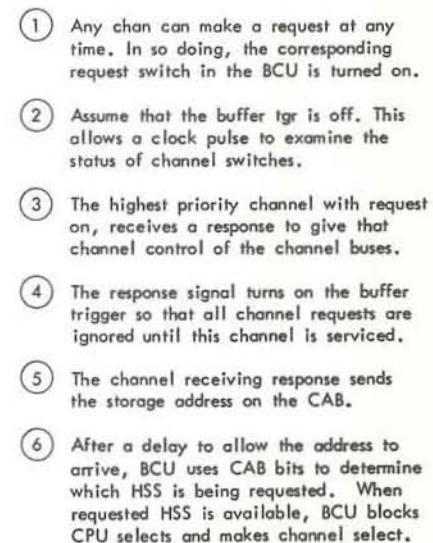 1 Any chan can make a request at any
time. In so doing, the corresponding
request switch in the BCU is turned on.
2 Assume that the buffer tgr is off. This
allows a clock pulse to examine the
status of channel switches.
3 The highest priority channel with request
on, receives a response to give that
channel control of the channel buses.
4 The response signal turns on the buffer
trigger so that all channel requests are
ignored until this channel is serviced.
5 The channel receiving response sends
the storage address on the CAB.
6 After a delay to allow the address to
arrive, BCU uses CAB bits to determine
which HSS is being requested. When
requested HSS is available, BCU blocks
CPU selects and makes channel select.